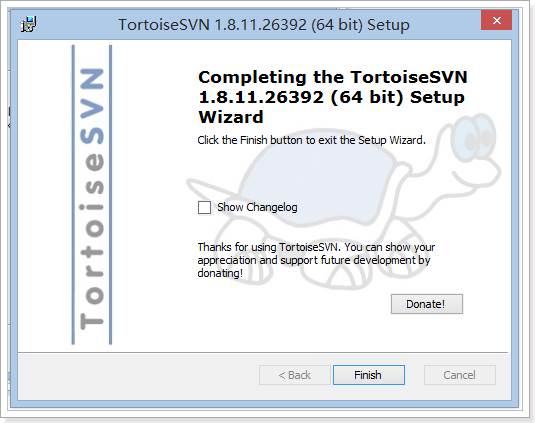 TortoiseSVN 1.8.11.26392 (64 bit) Setup
TortoiseSVN
Completing the TortoiseSVN
1.8.11.26392 (64 bit) Setup
Wizard
Click the Finish button to exit the Setup Wizard.
Show Changelog
Thanks for using TortoiseSVN. You can show your
appreciation and support future development by
donating!
Donate!
< Back
Finish
Cancel